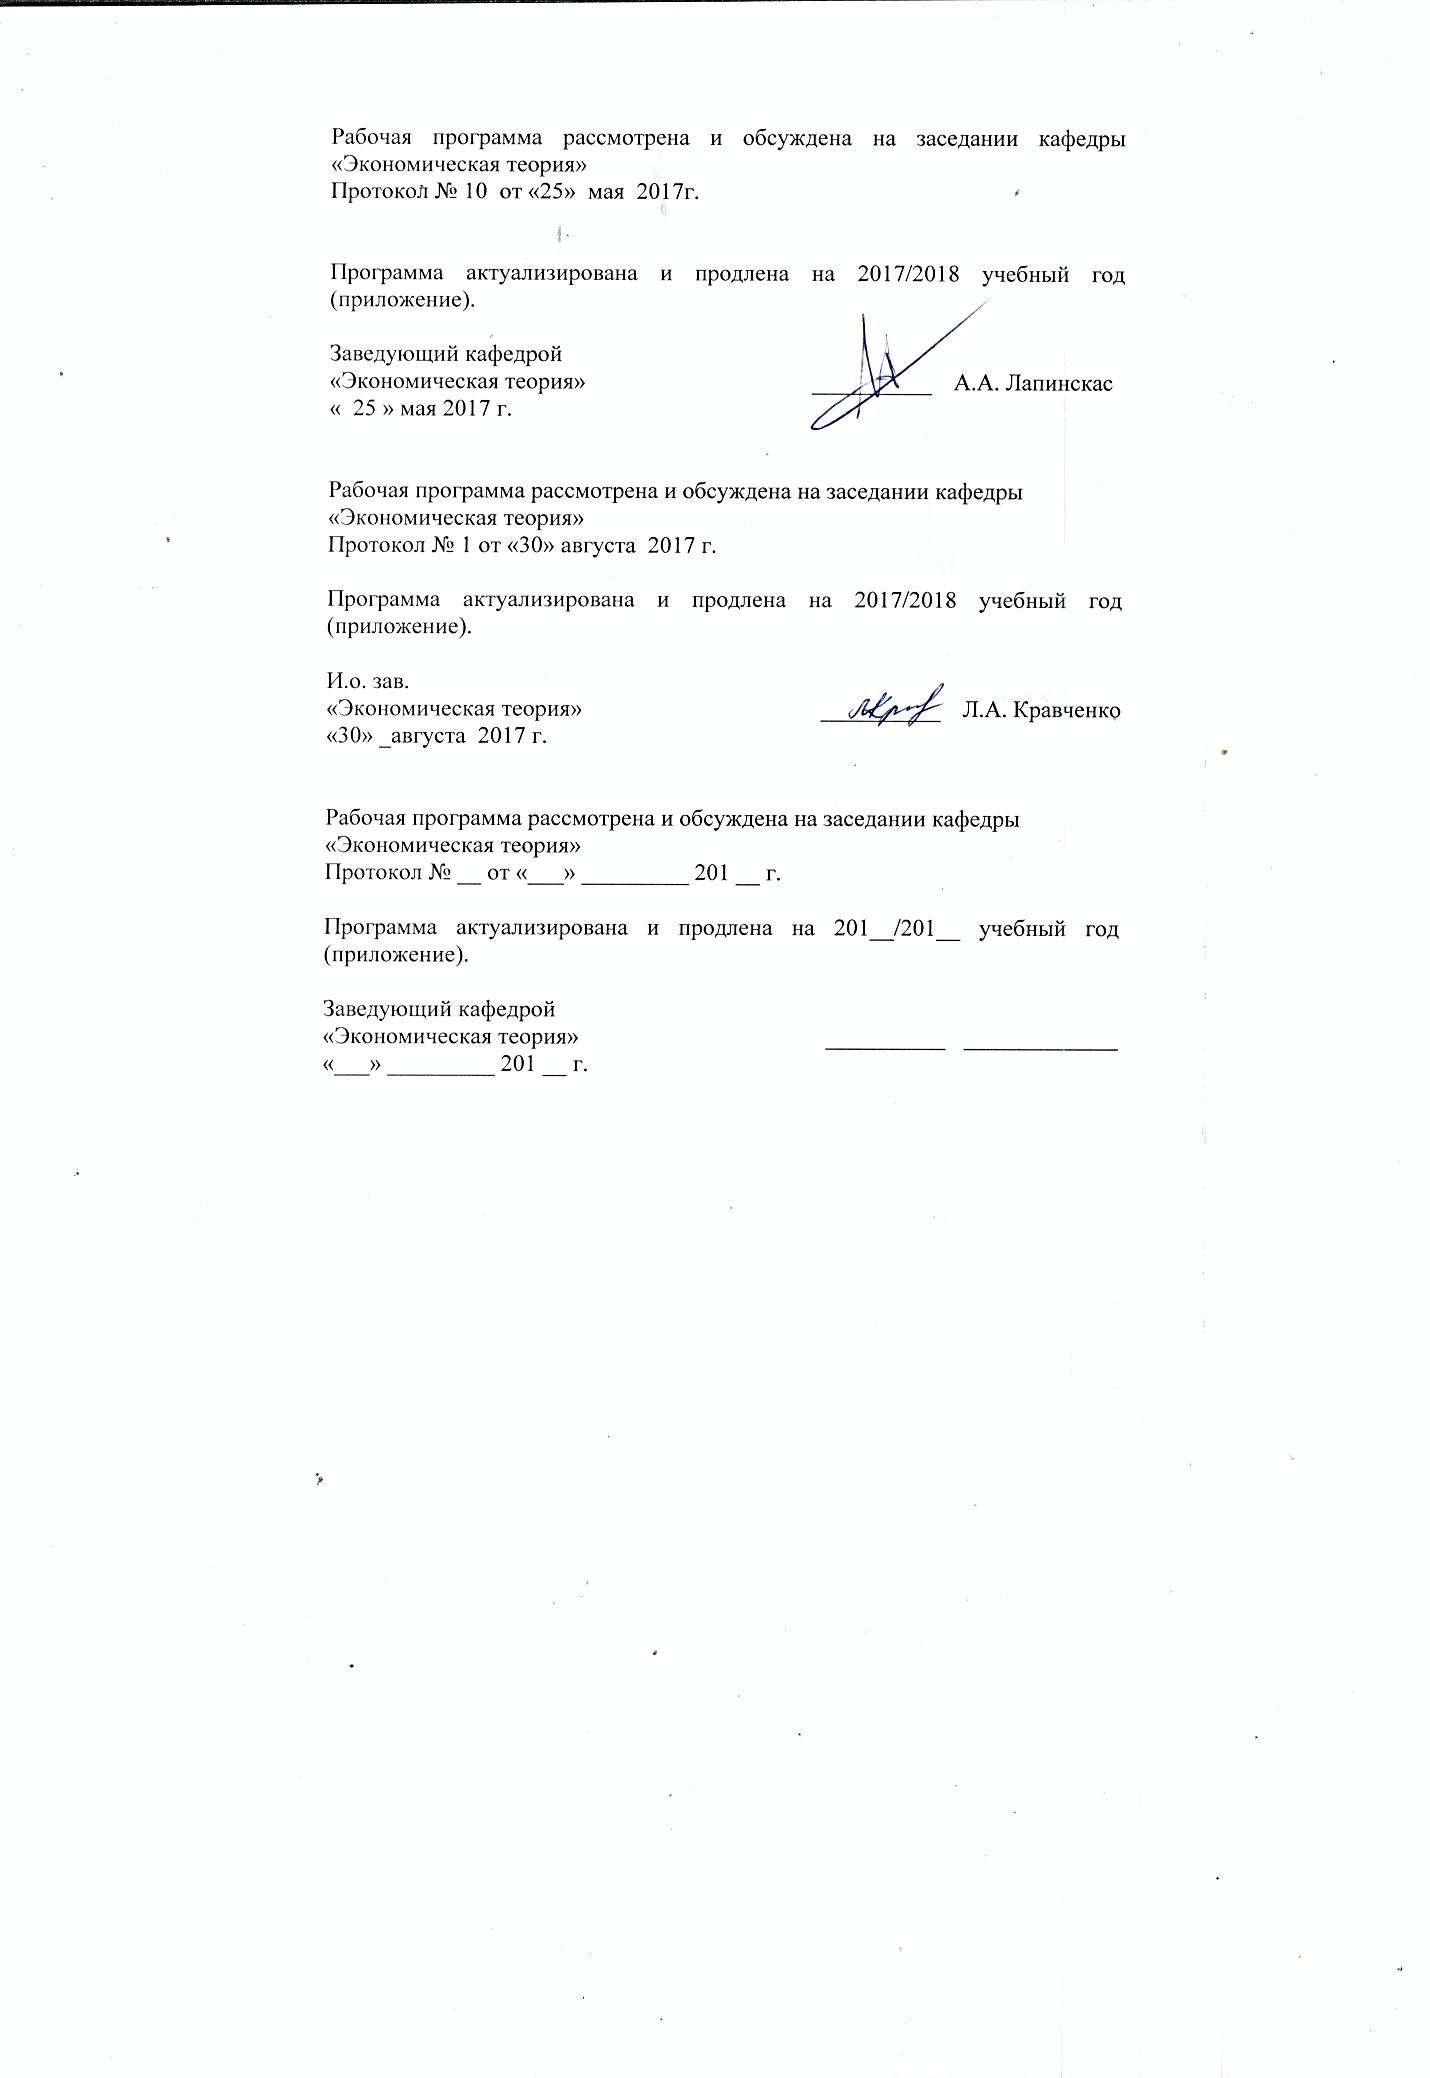 Рабочая программа рассмотрена и обсуждена на заседании кафедры
«Экономическая теория»
Протокол № 10 от «25» мая 2017г.
Программа актуализирована и продлена на 2017/2018 учебный год
(приложение).
Заведующий кафедрой
«Экономическая теория» __________ А.А. Лапинскас
« 25 » мая 2017 г.
Рабочая программа рассмотрена и обсуждена на заседании кафедры
«Экономическая теория»
Протокол № 1 от «30» августа 2017 г.
Программа актуализирована и продлена на 2017/2018 учебный год
(приложение).
И.о. зав.
«Экономическая теория» __________ Л.А. Кравченко
«30» _августа 2017 г.
Рабочая программа рассмотрена и обсуждена на заседании кафедры
«Экономическая теория»
Протокол № __ от «___» _________ 201 __ г.
Программа актуализирована и продлена на 201__/201__ учебный год
(приложение).
Заведующий кафедрой
«Экономическая теория» __________ _____________
«___» _________ 201 __ г.